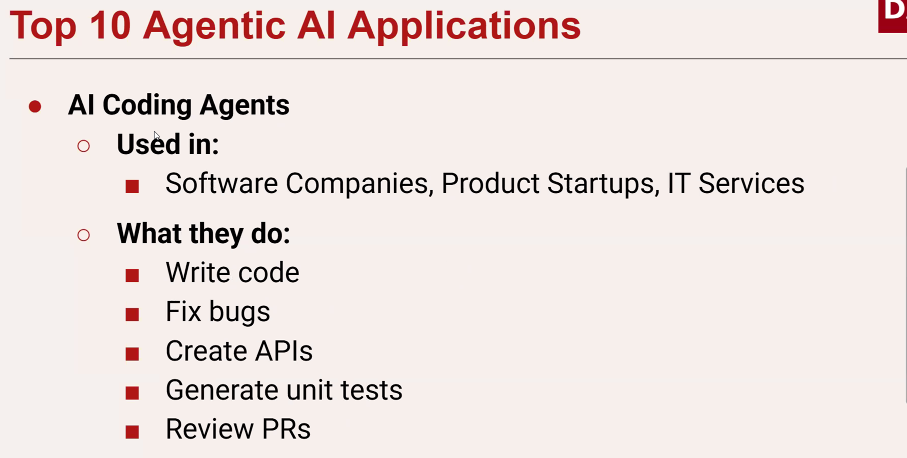 Top 10 Agentic AI Applications
AI Coding Agents
Used in:
Software Companies, Product Startups, IT Services
What they do:
Write code
Fix bugs
Create APIs
Generate unit tests
Review PRs